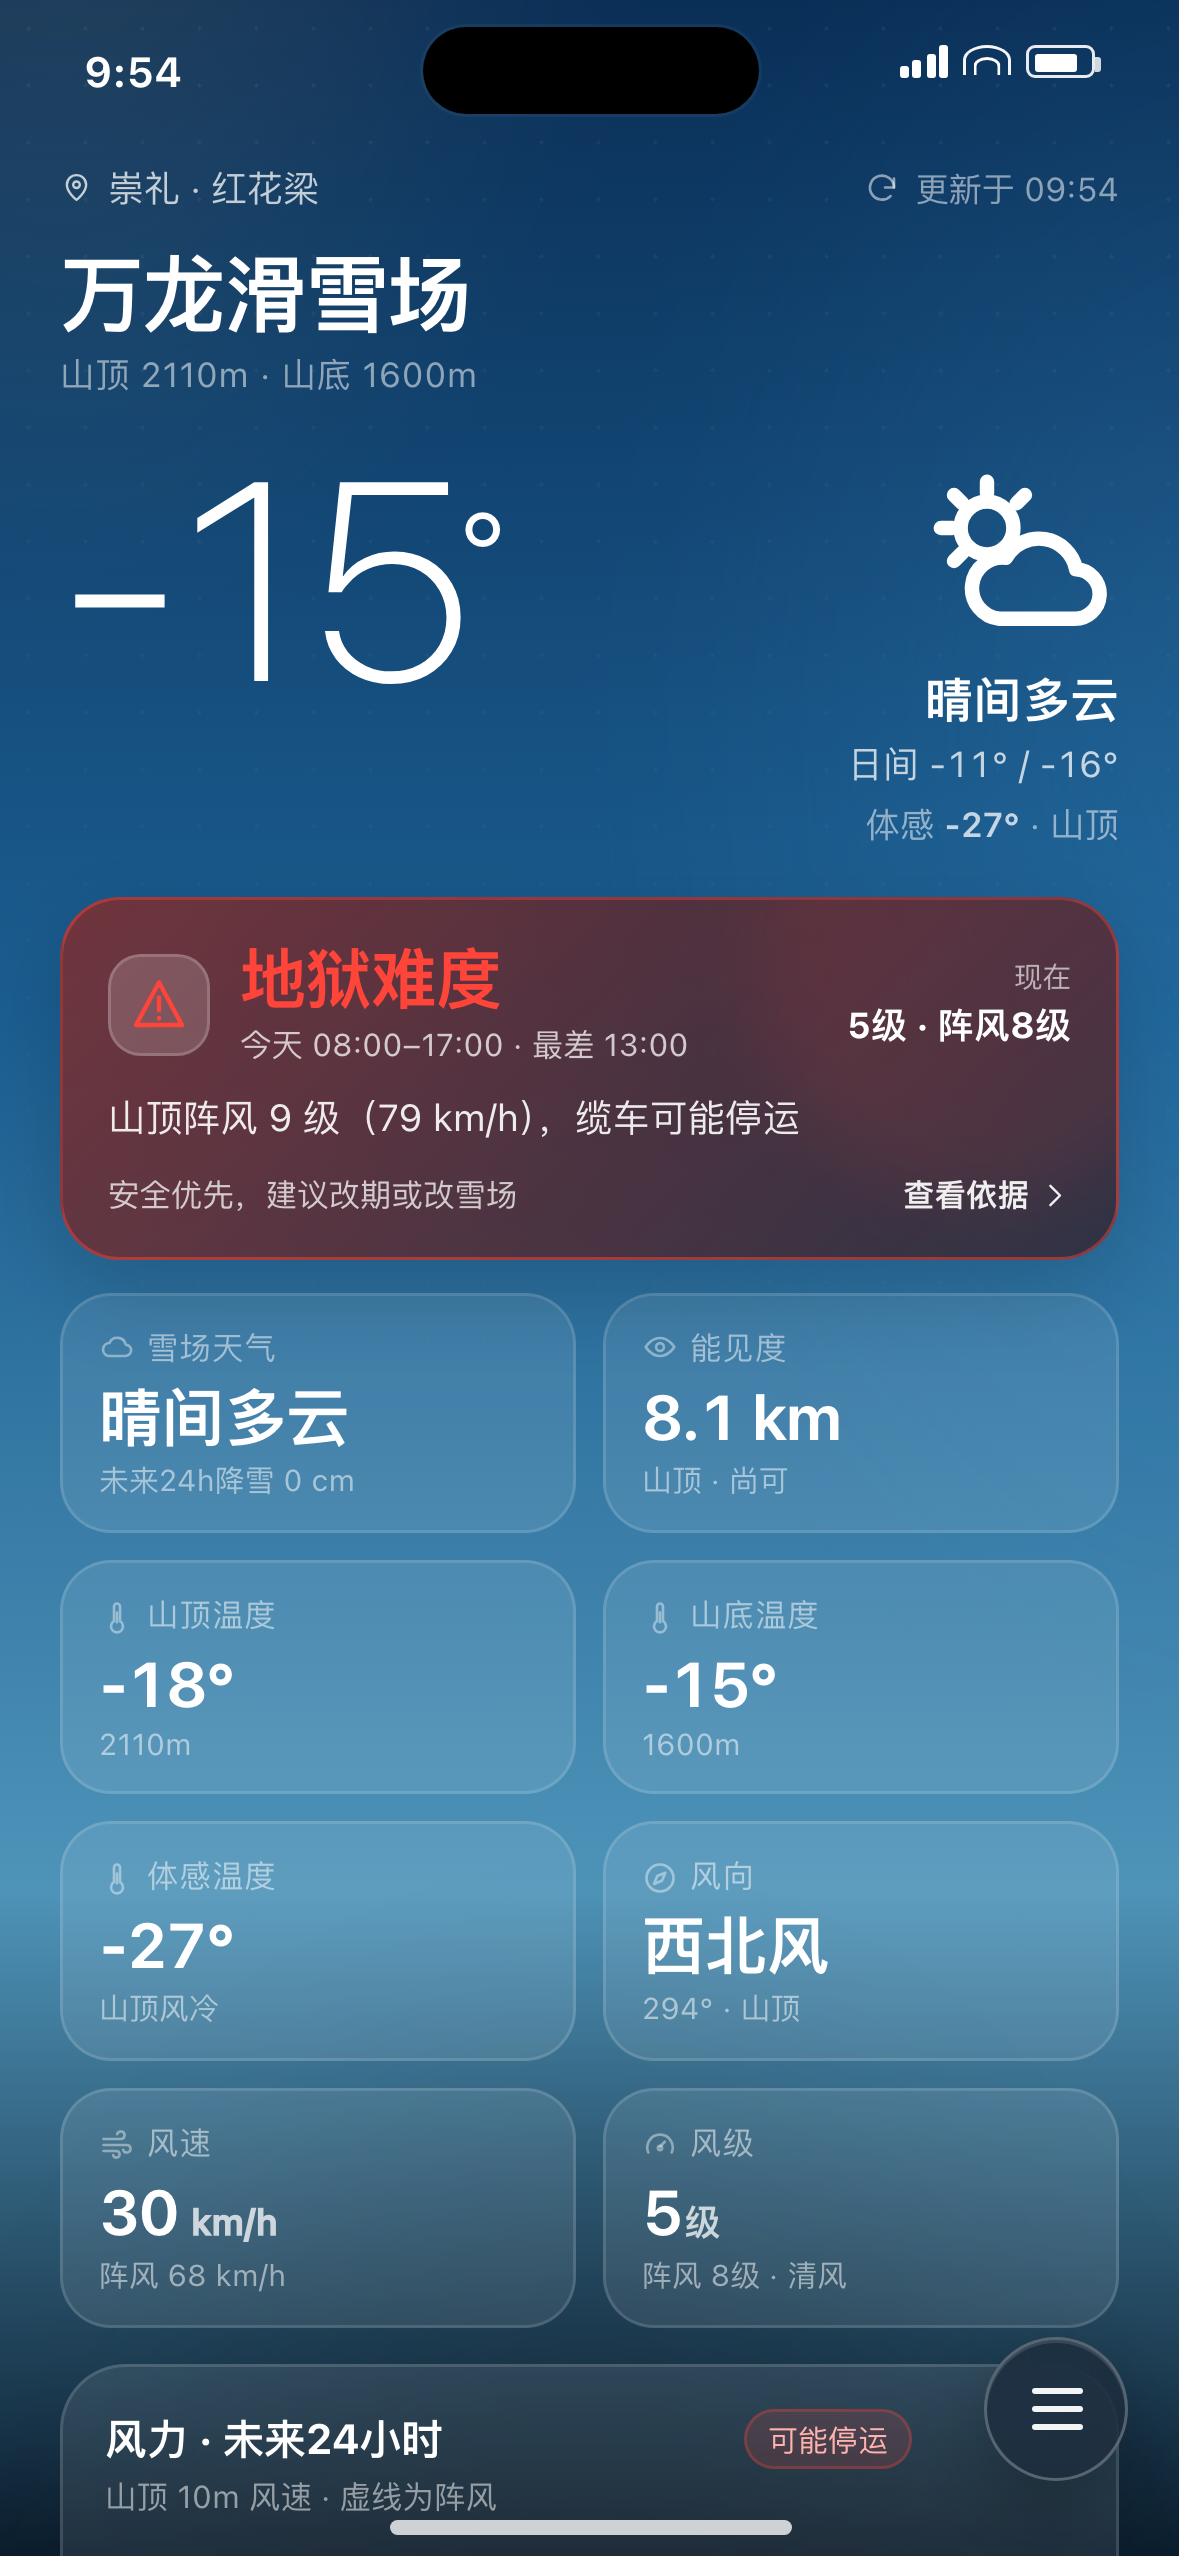 9:54
崇礼 · 红花梁
更新于 09:54
万龙滑雪场
山顶 2110m · 山底 1600m
-15°
晴间多云
日间 -11° / -16°
体感 -27° · 山顶
地狱难度
今天 08:00–17:00 · 最差 13:00
现在
5级 · 阵风8级
山顶阵风 9 级（79 km/h），缆车可能停运
安全优先，建议改期或改雪场
查看依据
雪场天气
晴间多云
未来24h降雪 0 cm
能见度
8.1 km
山顶 · 尚可
山顶温度
-18°
2110m
山底温度
-15°
1600m
体感温度
-27°
山顶风冷
风向
西北风
294° · 山顶
风速
30 km/h
阵风 68 km/h
风级
5级
阵风 8级 · 清风
风力 · 未来24小时
可能停运
山顶 10m 风速 · 虚线为阵风